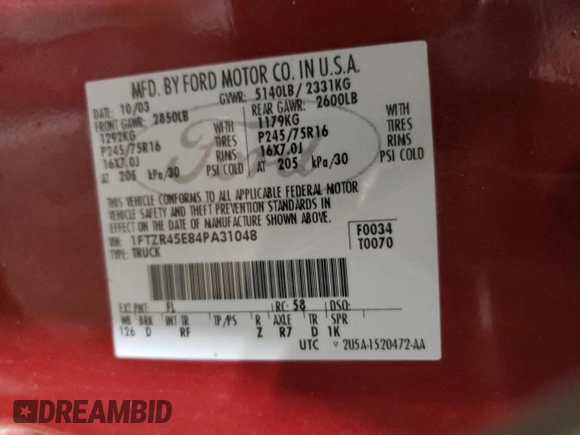 MFD. BY FORD MOTOR CO. IN U.S.A.
DATE: 10/03 GVWR: 5140LB/ 2331KG
FRONT GAWR: 2850LB REAR GAWR: 2600LB
1292KG WITH 1179KG WITH
P245/75R16 TIRES P245/75R16 TIRES
16X7.0J RIMS 16X7.0J RIMS
AT 205 kPa/30 PSI COLD AT 205 kPa/30 PSI COLD
Ford
THIS VEHICLE CONFORMS TO ALL APPLICABLE FEDERAL MOTOR
VEHICLE SAFETY AND THEFT PREVENTION STANDARDS IN
EFFECT ON THE DATE OF MANUFACTURE SHOWN ABOVE.
VIN: 1FTZR45E84PA31048 F0034
TYPE: TRUCK T0070
EXT PNT: FL RC: 58 DSO:
WB BRK INT TR TP/PS R AXLE TR SPR
126 D RF Z R7 D 1K
UTC 2U5A-1520472-AA
DREAMBID